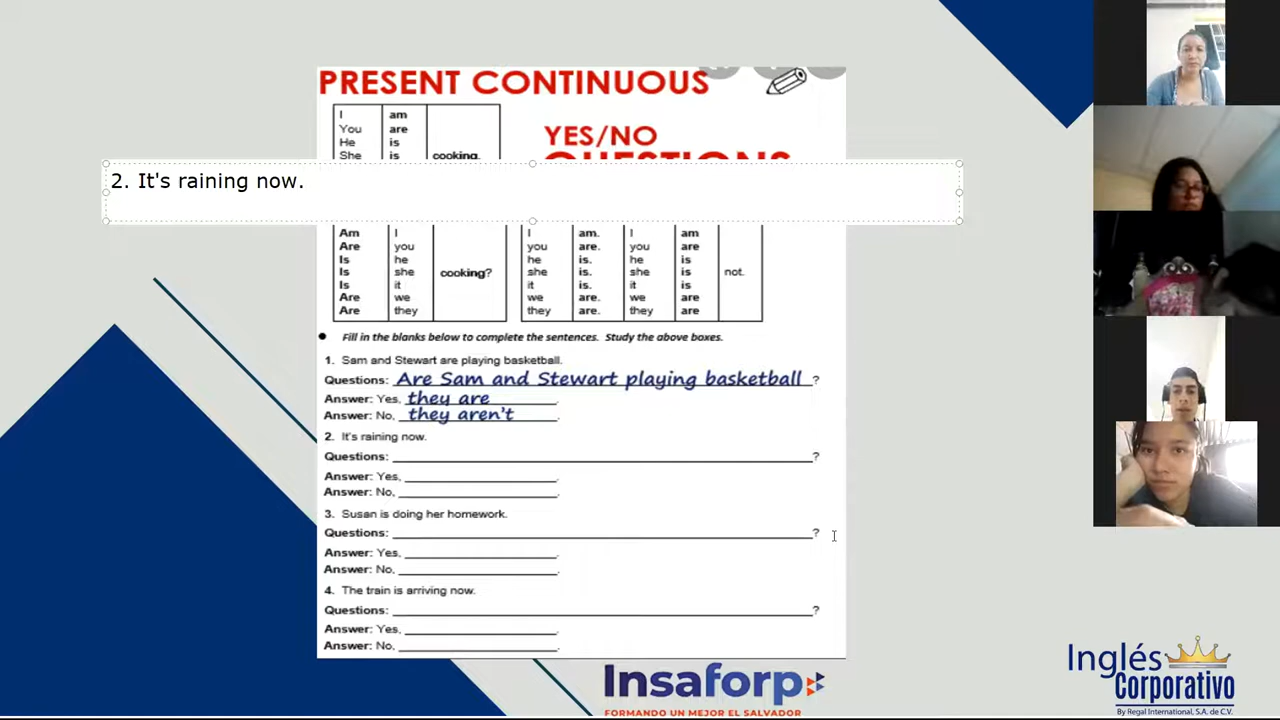 PRESENT CONTINUOUS
I am
You are
He is cooking.
She is
YES/NO
QUESTIONS
2. It's raining now.
Am I I am. I am
Are you you are. you are
Is he he is. he is
Is she cooking? she is. she is not.
Is it it is. it is
Are we we are. we are
Are they they are. they are
Fill in the blanks below to complete the sentences. Study the above boxes.
1. Sam and Stewart are playing basketball.
Questions: Are Sam and Stewart playing basketball ?
Answer: Yes, they are .
Answer: No, they aren't .
2. It's raining now.
Questions: ?
Answer: Yes, .
Answer: No, .
3. Susan is doing her homework.
Questions: ?
Answer: Yes, .
Answer: No, .
4. The train is arriving now.
Questions: ?
Answer: Yes, .
Answer: No, .
Insaforp
FORMANDO UN MEJOR EL SALVADOR
Inglés
Corporativo
By Regal International, S.A. de C.V.